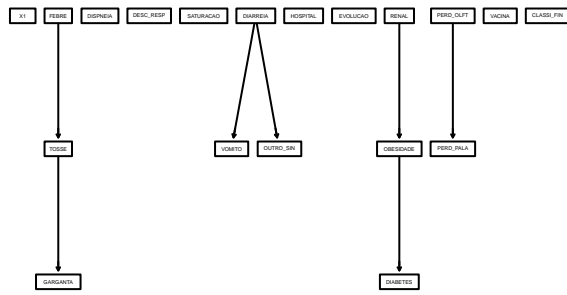 X1 FEBRE DISPNEIA DESC_RESP SATURACAO DIARREIA HOSPITAL EVOLUCAO RENAL PERD_OLFT VACINA CLASSI_FIN
TOSSE VOMITO OUTRO_SIN OBESIDADE PERD_PALA
GARGANTA DIABETES